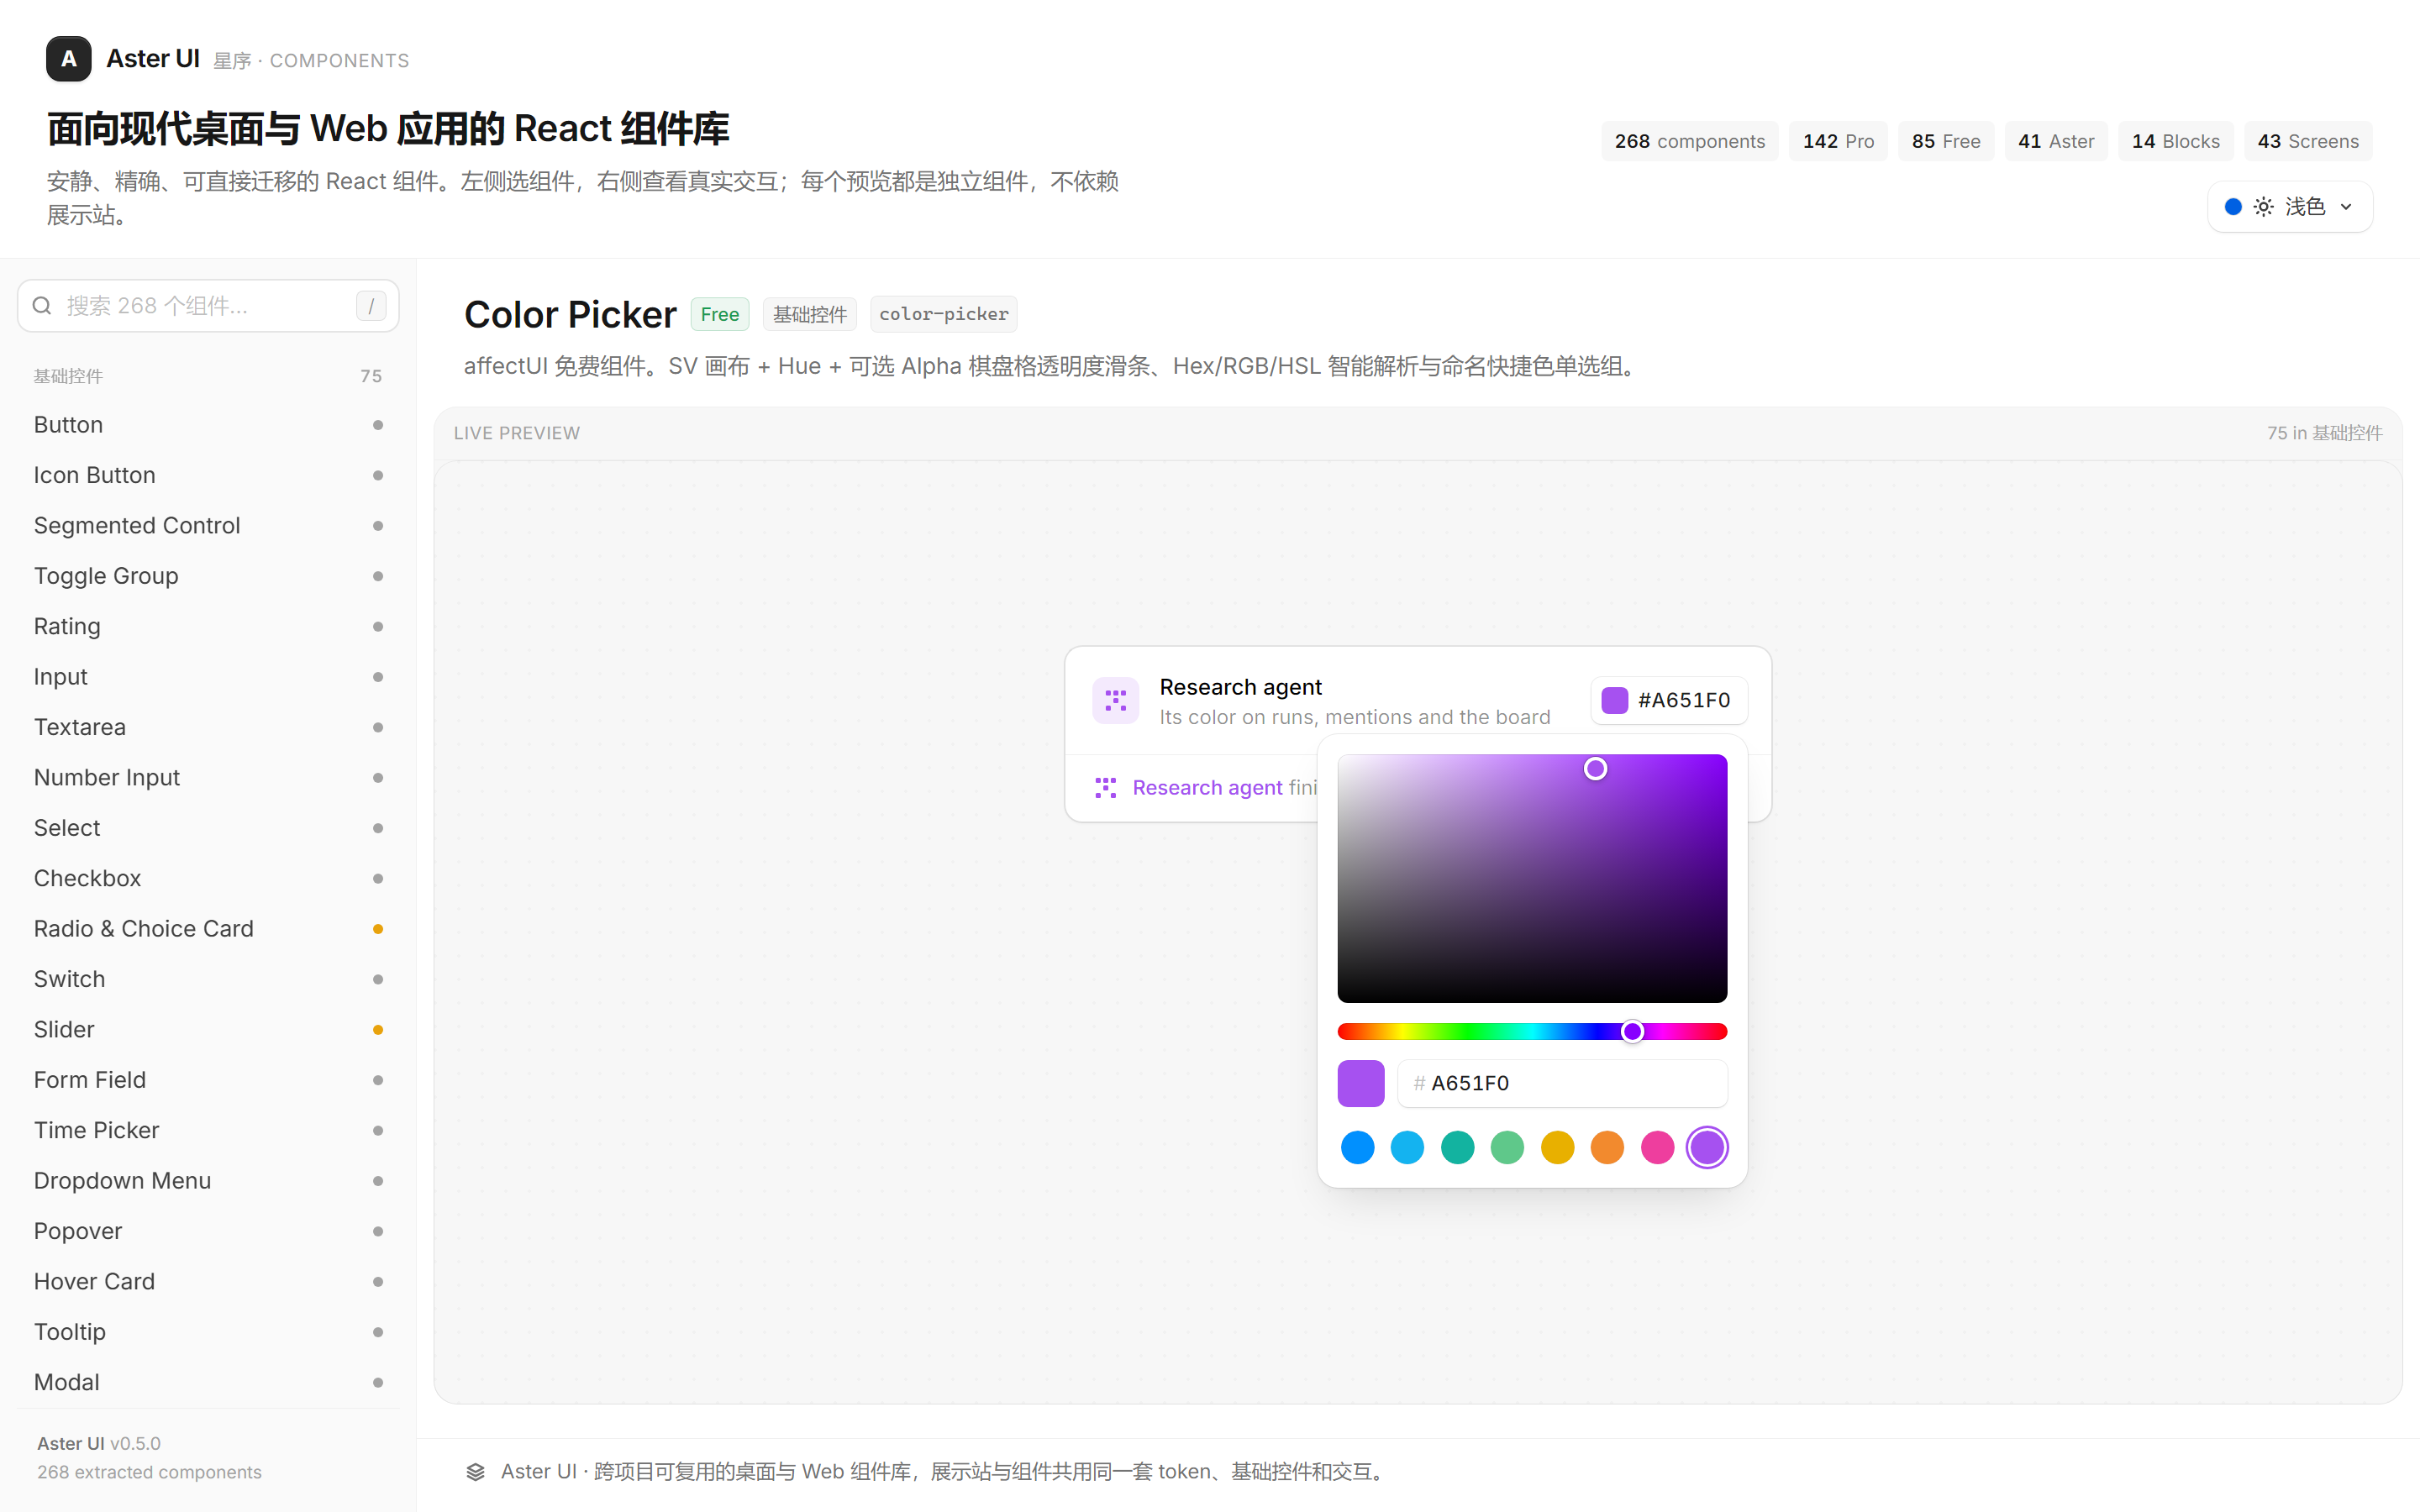 A Aster UI 星序 · COMPONENTS
面向现代桌面与 Web 应用的 React 组件库
安静、精确、可直接迁移的 React 组件。左侧选组件，右侧查看真实交互；每个预览都是独立组件，不依赖
展示站。
268 components 142 Pro 85 Free 41 Aster 14 Blocks 43 Screens
浅色
搜索 268 个组件... /
基础控件 75
Button
Icon Button
Segmented Control
Toggle Group
Rating
Input
Textarea
Number Input
Select
Checkbox
Radio & Choice Card
Switch
Slider
Form Field
Time Picker
Dropdown Menu
Popover
Hover Card
Tooltip
Modal
Aster UI v0.5.0
268 extracted components
Color Picker Free 基础控件 color-picker
affectUI 免费组件。SV 画布 + Hue + 可选 Alpha 棋盘格透明度滑条、Hex/RGB/HSL 智能解析与命名快捷色单选组。
LIVE PREVIEW 75 in 基础控件
Research agent
Its color on runs, mentions and the board
#A651F0
Research agent fini
# A651F0
Aster UI · 跨项目可复用的桌面与 Web 组件库，展示站与组件共用同一套 token、基础控件和交互。